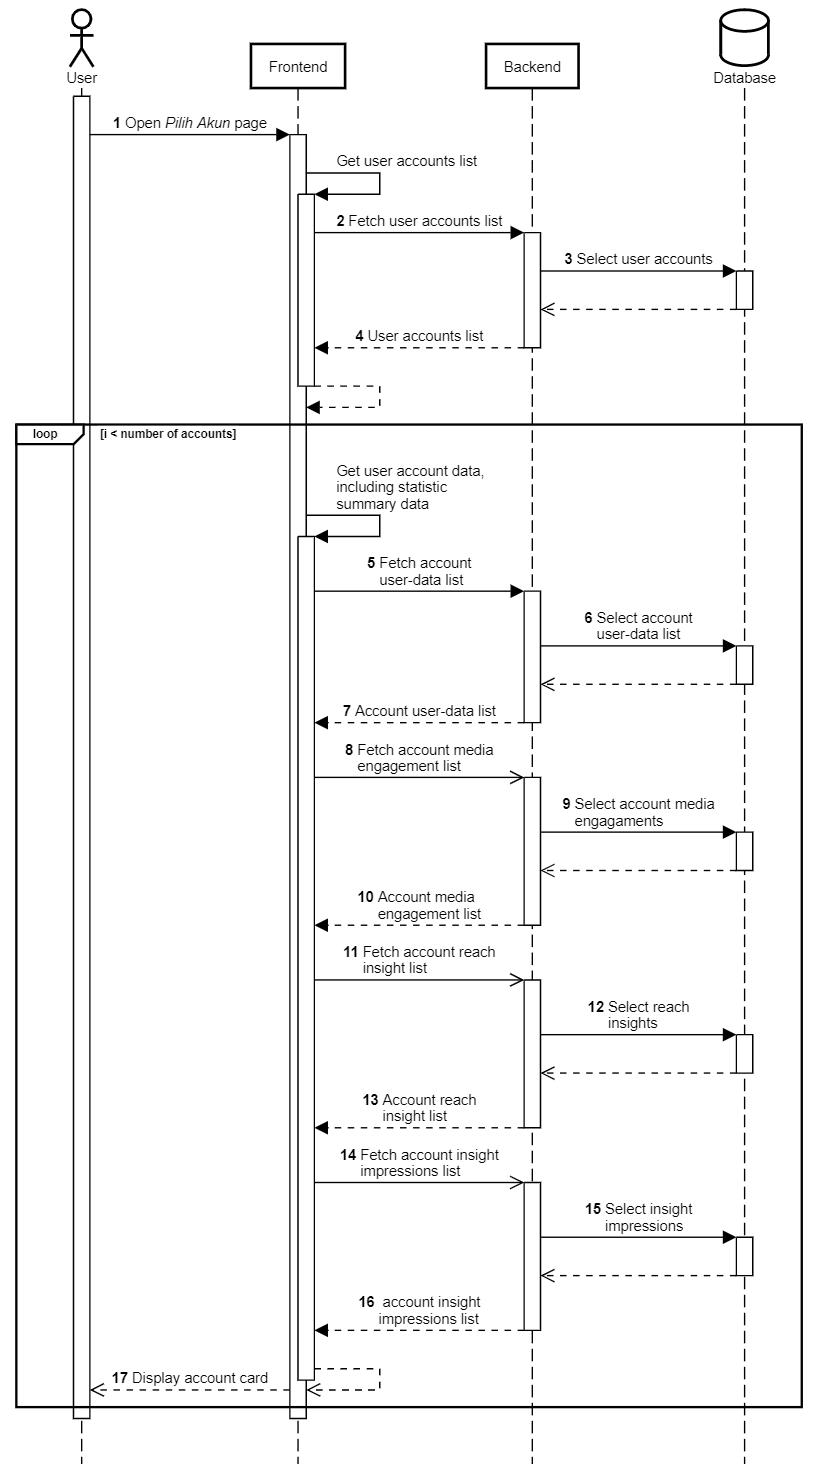 User
Frontend
Backend
Database
1 Open Pilih Akun page
Get user accounts list
2 Fetch user accounts list
3 Select user accounts
4 User accounts list
loop
[i < number of accounts]
Get user account data,
including statistic
summary data
5 Fetch account
user-data list
6 Select account
user-data list
7 Account user-data list
8 Fetch account media
engagement list
9 Select account media
engagaments
10 Account media
engagement list
11 Fetch account reach
insight list
12 Select reach
insights
13 Account reach
insight list
14 Fetch account insight
impressions list
15 Select insight
impressions
16 account insight
impressions list
17 Display account card